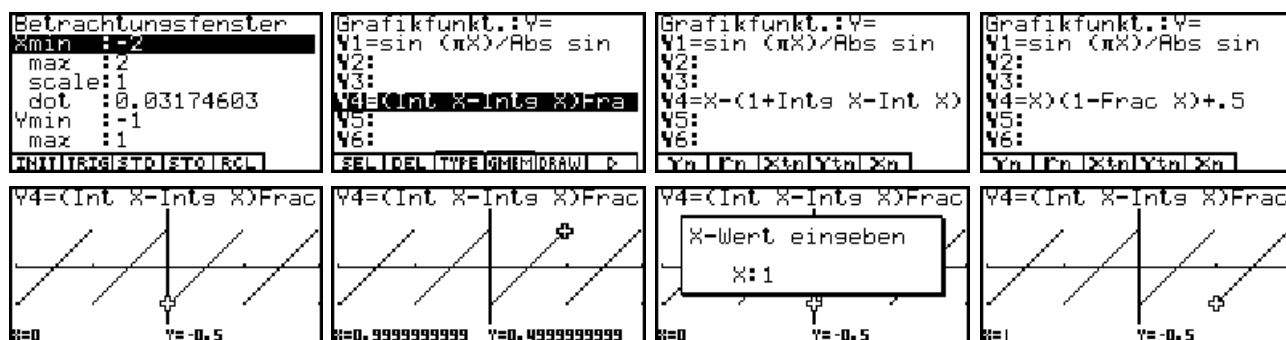 Betrachtungsfenster
Xmin :-2
max :2
scale:1
dot :0.03174603
Ymin :-1
max :1
INIT TRIG STD STO RCL
Grafikfunkt.:Y=
Y1=sin (πX)/Abs sin
Y2:
Y3:
Y4=(Int X-Intg X)Fra
Y5:
Y6:
SEL DEL TYPE GMEM DRAW ▷
Grafikfunkt.:Y=
Y1=sin (πX)/Abs sin
Y2:
Y3:
Y4=X-(1+Intg X-Int X)
Y5:
Y6:
Yn rn Xtn Ytn Xn
Grafikfunkt.:Y=
Y1=sin (πX)/Abs sin
Y2:
Y3:
Y4=X)(1-Frac X)+.5
Y5:
Y6:
Yn rn Xtn Ytn Xn
Y4=(Int X-Intg X)Frac
X=0 Y=-0.5
Y4=(Int X-Intg X)Frac
X=0.9999999999 Y=0.4999999999
Y4=(Int X-Intg X)Frac
X-Wert eingeben
X:1
X=0 Y=-0.5
Y4=(Int X-Intg X)Frac
X=1 Y=-0.5